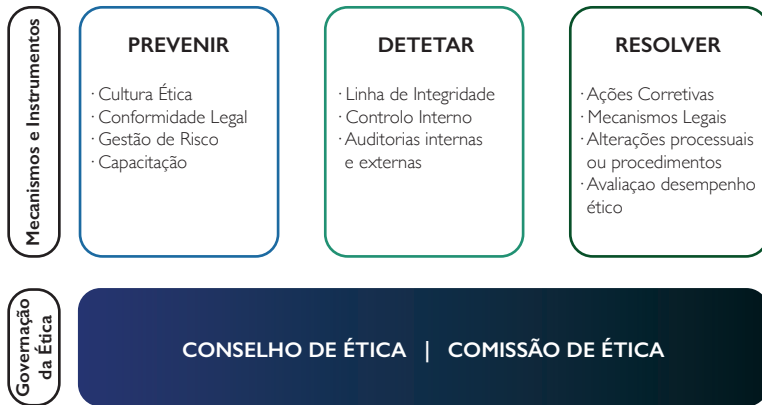 Mecanismos e Instrumentos
PREVENIR
· Cultura Ética
· Conformidade Legal
· Gestão de Risco
· Capacitação
DETETAR
· Linha de Integridade
· Controlo Interno
· Auditorias internas
e externas
RESOLVER
· Ações Corretivas
· Mecanismos Legais
· Alterações processuais
ou procedimentos
· Avaliaçao desempenho
ético
Governação
da Ética
CONSELHO DE ÉTICA | COMISSÃO DE ÉTICA